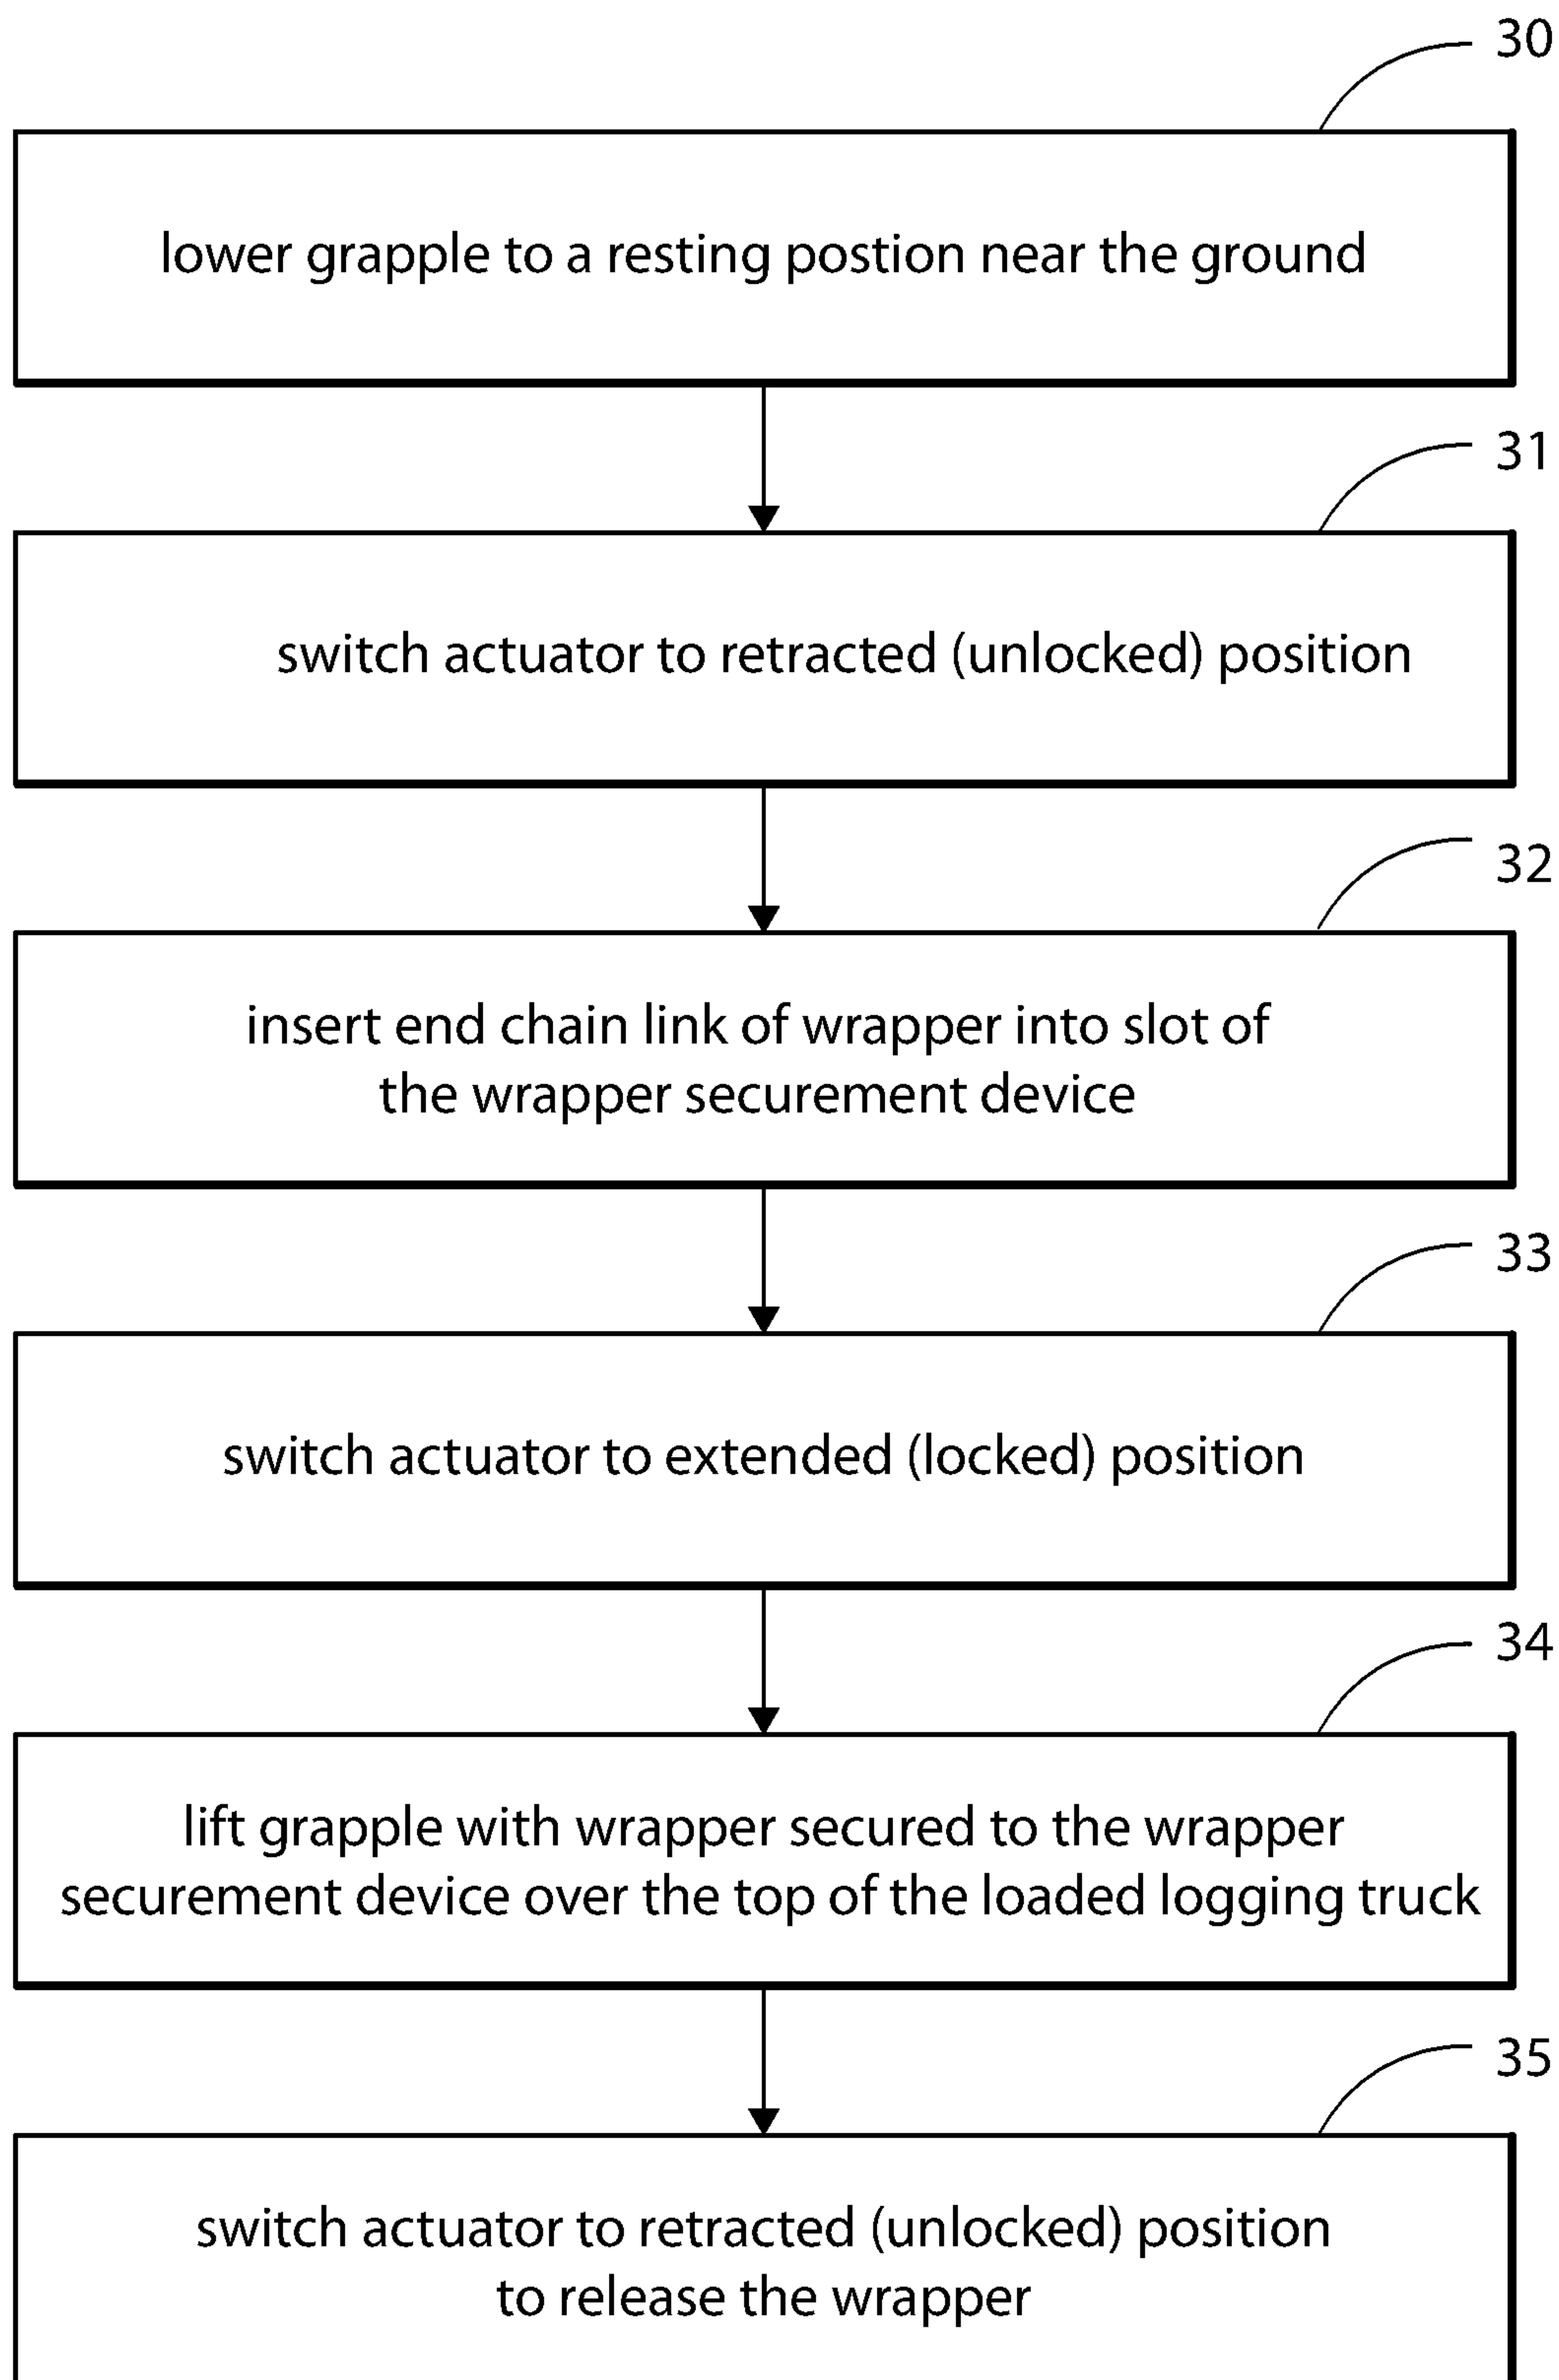 30
lower grapple to a resting postion near the ground
31
switch actuator to retracted (unlocked) position
32
insert end chain link of wrapper into slot of
the wrapper securement device
33
switch actuator to extended (locked) position
34
lift grapple with wrapper secured to the wrapper
securement device over the top of the loaded logging truck
35
switch actuator to retracted (unlocked) position
to release the wrapper